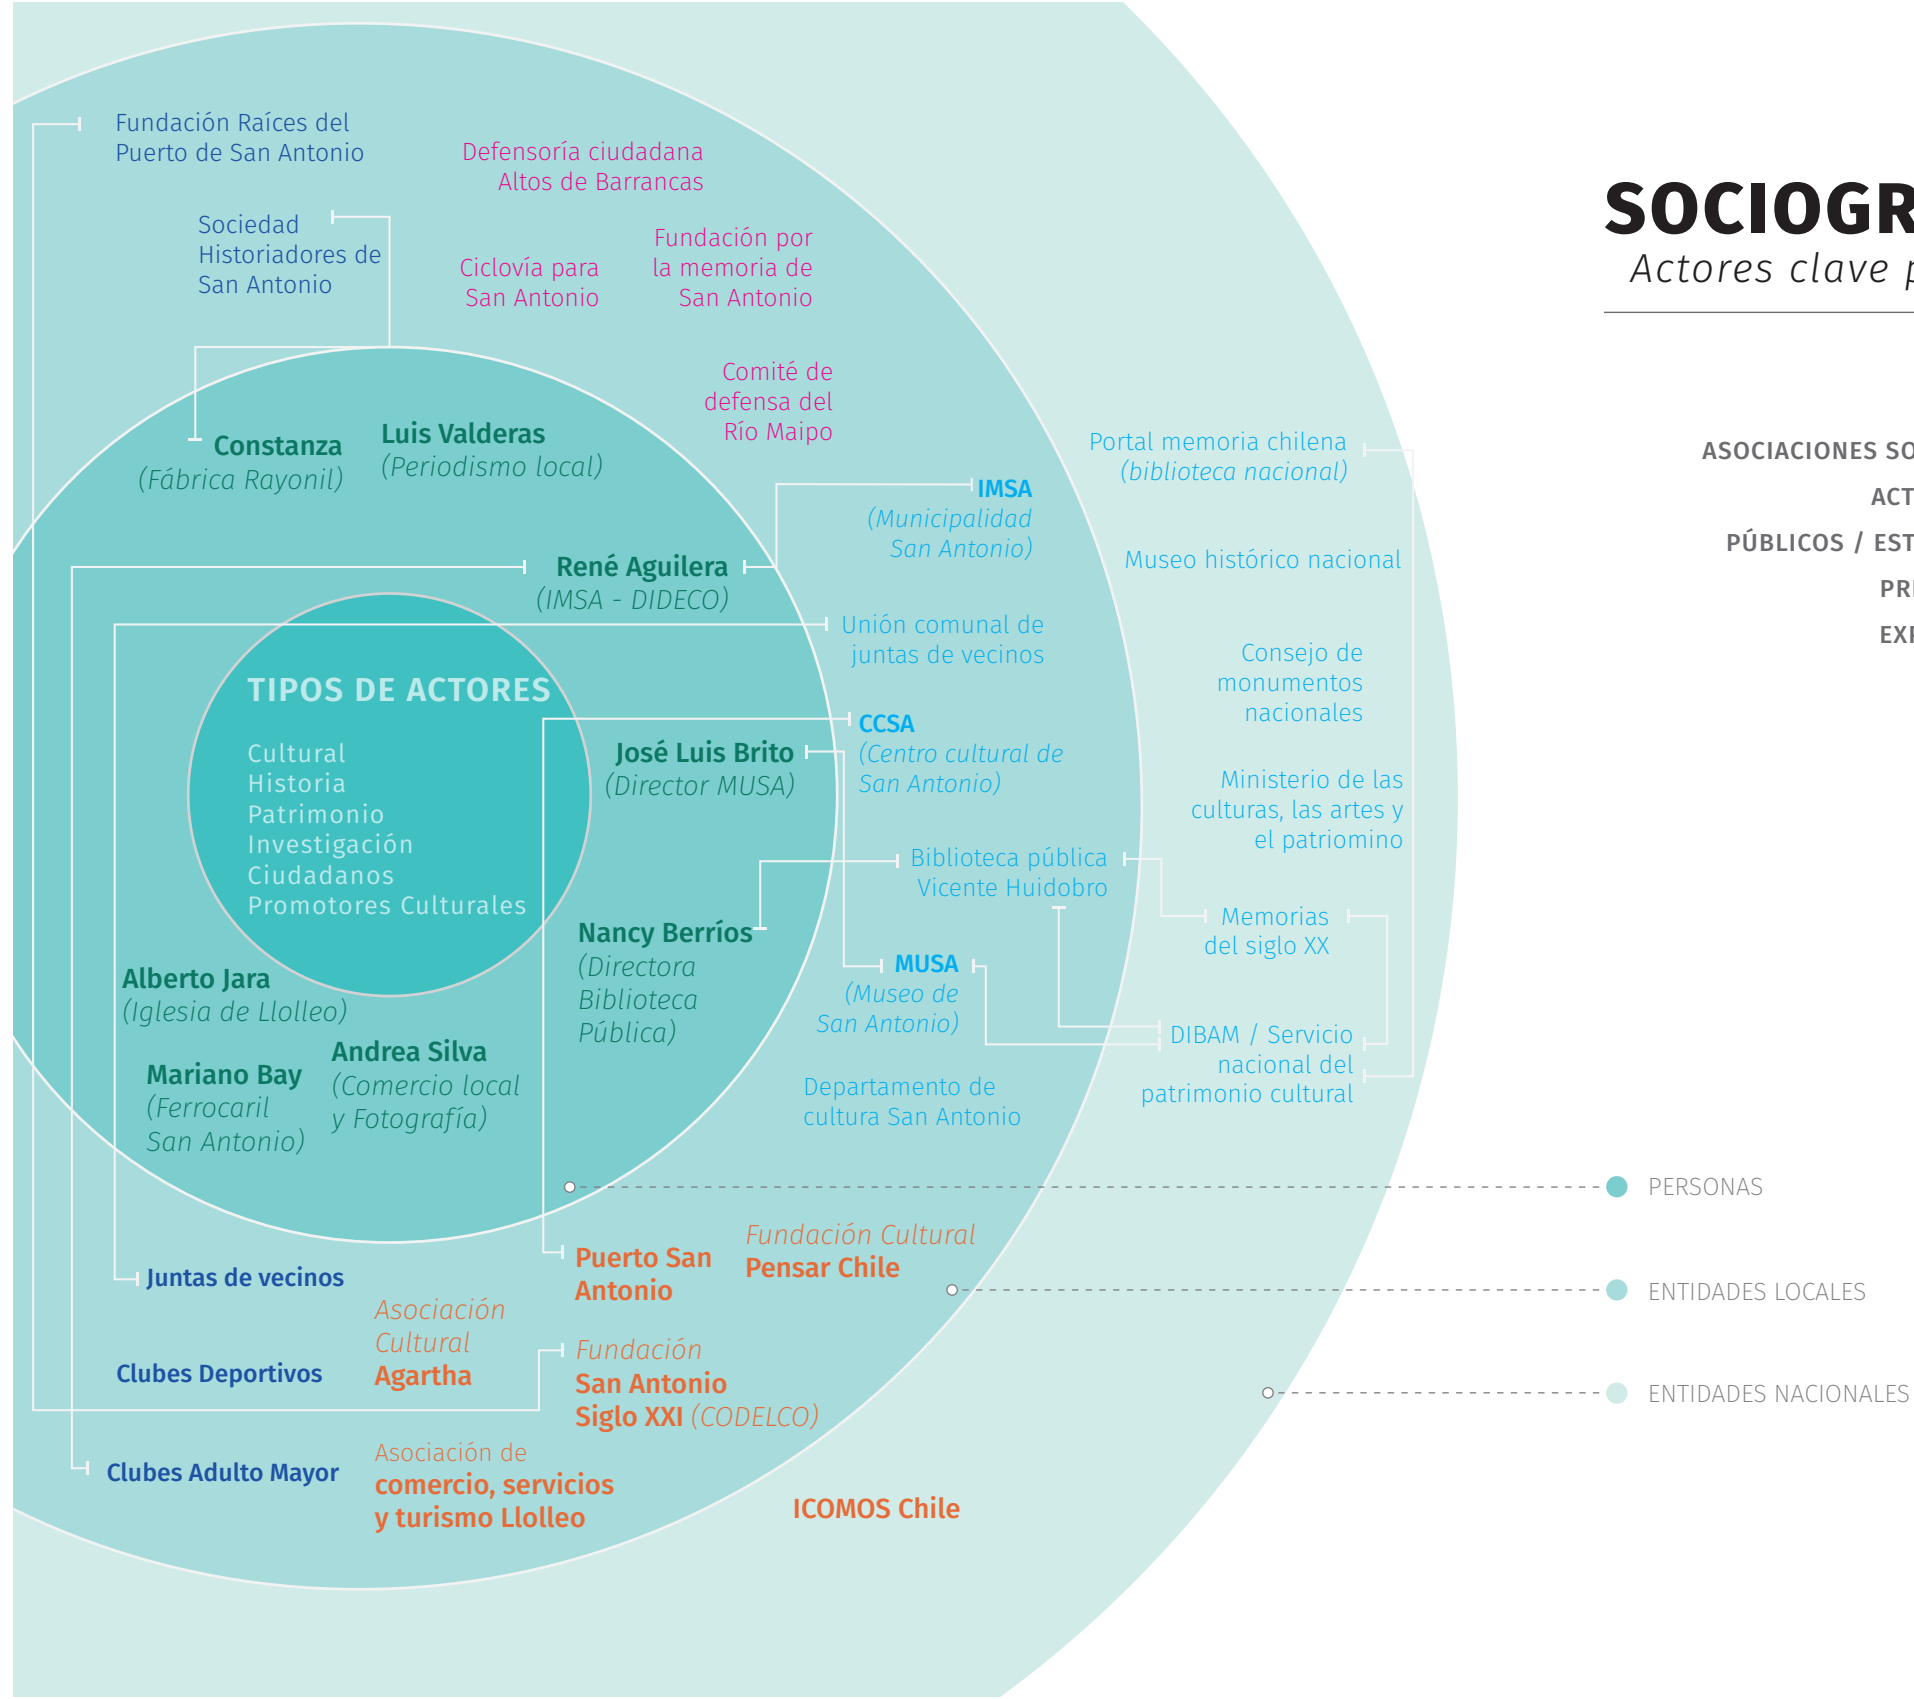 Fundación Raíces del
Puerto de San Antonio
Defensoría ciudadana
Altos de Barrancas
Sociedad
Historiadores de
San Antonio
Ciclovía para
San Antonio
Fundación por
la memoria de
San Antonio
Comité de
defensa del
Río Maipo
Constanza
(Fábrica Rayonil)
Luis Valderas
(Periodismo local)
René Aguilera
(IMSA - DIDECO)
IMSA
(Municipalidad
San Antonio)
Portal memoria chilena
(biblioteca nacional)
Museo histórico nacional
Unión comunal de
juntas de vecinos
Consejo de
monumentos
nacionales
TIPOS DE ACTORES
Cultural
Historia
Patrimonio
Investigación
Ciudadanos
Promotores Culturales
José Luis Brito
(Director MUSA)
CCSA
(Centro cultural de
San Antonio)
Ministerio de las
culturas, las artes y
el patriomino
Biblioteca pública
Vicente Huidobro
Memorias
del siglo XX
Nancy Berríos
(Directora
Biblioteca
Pública)
MUSA
(Museo de
San Antonio)
DIBAM / Servicio
nacional del
patrimonio cultural
Alberto Jara
(Iglesia de Llolleo)
Mariano Bay
(Ferrocaril
San Antonio)
Andrea Silva
(Comercio local
y Fotografía)
Departamento de
cultura San Antonio
Juntas de vecinos
Clubes Deportivos
Clubes Adulto Mayor
Asociación
Cultural
Agartha
Puerto San
Antonio
Fundación Cultural
Pensar Chile
Fundación
San Antonio
Siglo XXI (CODELCO)
Asociación de
comercio, servicios
y turismo Llolleo
ICOMOS Chile
SOCIOGR
Actores clave p
ASOCIACIONES SO
ACT
PÚBLICOS / EST
PRI
EXP
PERSONAS
ENTIDADES LOCALES
ENTIDADES NACIONALES